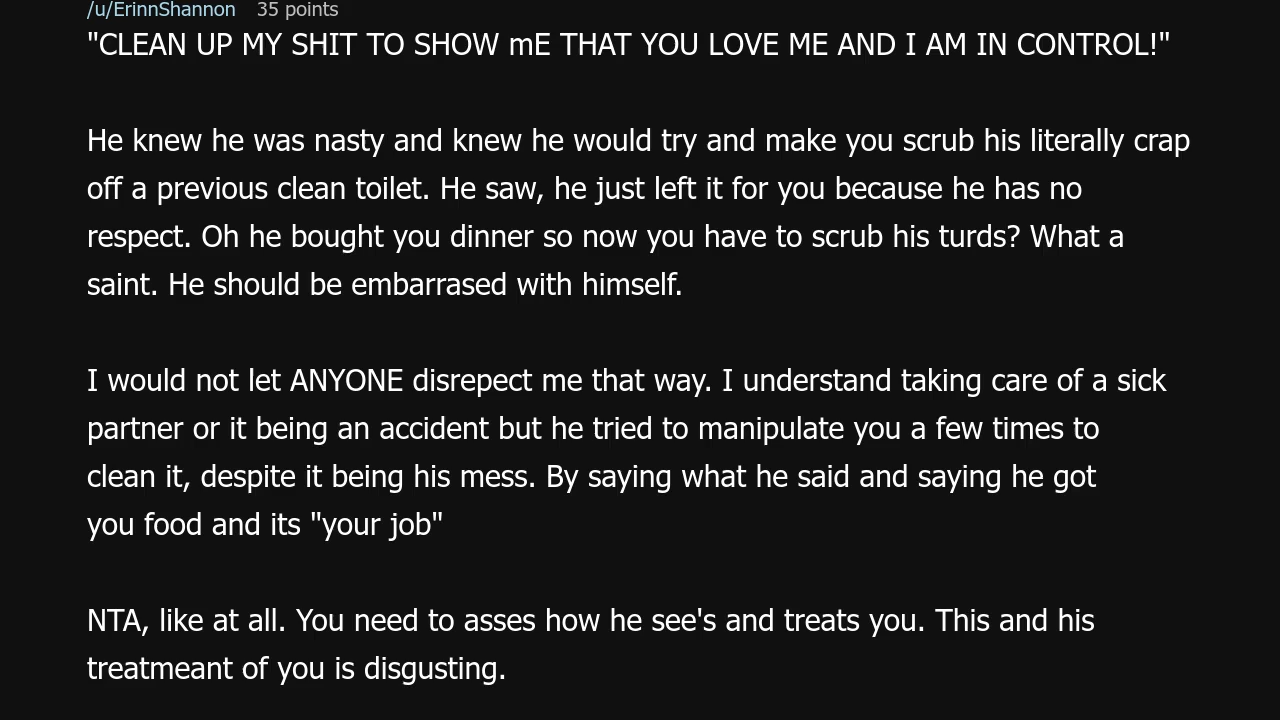 /u/ErinnShannon 35 points
"CLEAN UP MY SHIT TO SHOW mE THAT YOU LOVE ME AND I AM IN CONTROL!"
He knew he was nasty and knew he would try and make you scrub his literally crap
off a previous clean toilet. He saw, he just left it for you because he has no
respect. Oh he bought you dinner so now you have to scrub his turds? What a
saint. He should be embarrased with himself.
I would not let ANYONE disrepect me that way. I understand taking care of a sick
partner or it being an accident but he tried to manipulate you a few times to
clean it, despite it being his mess. By saying what he said and saying he got
you food and its "your job"
NTA, like at all. You need to asses how he see's and treats you. This and his
treatmeant of you is disgusting.